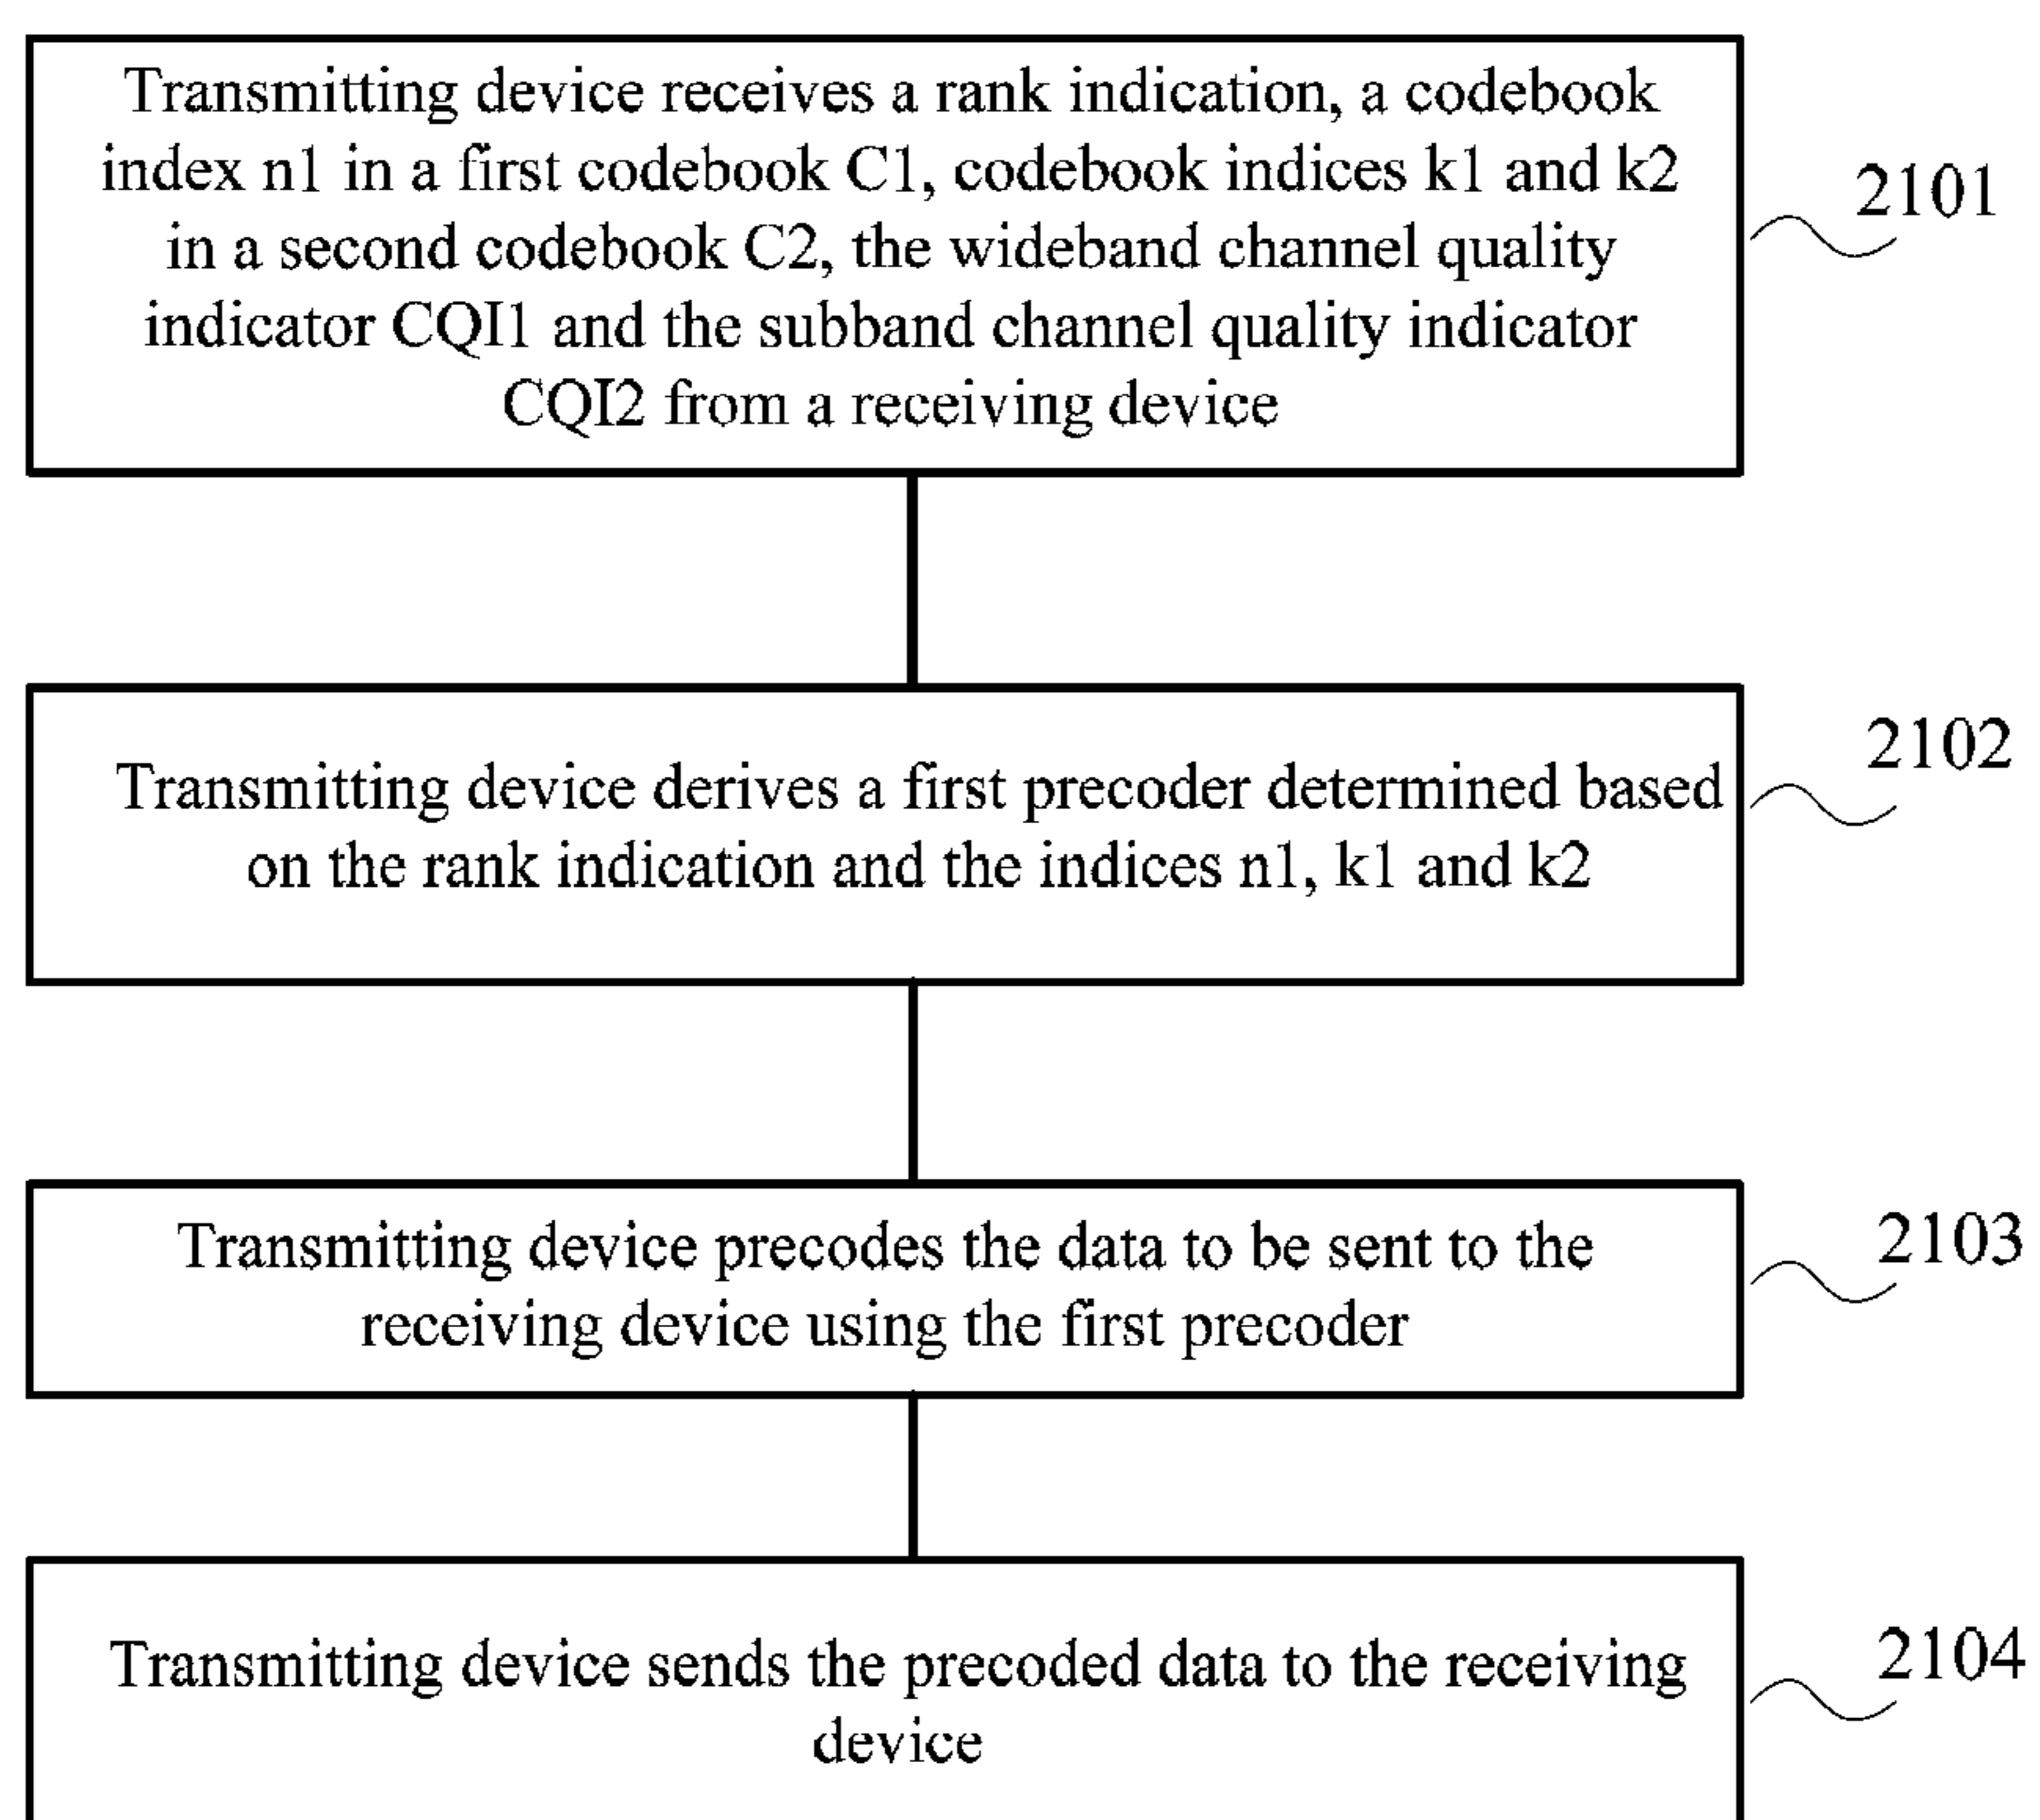 Transmitting device receives a rank indication, a codebook
index n1 in a first codebook C1, codebook indices k1 and k2
in a second codebook C2, the wideband channel quality
indicator CQI1 and the subband channel quality indicator
CQI2 from a receiving device
2101
Transmitting device derives a first precoder determined based
on the rank indication and the indices n1, k1 and k2
2102
Transmitting device precodes the data to be sent to the
receiving device using the first precoder
2103
Transmitting device sends the precoded data to the receiving
device
2104